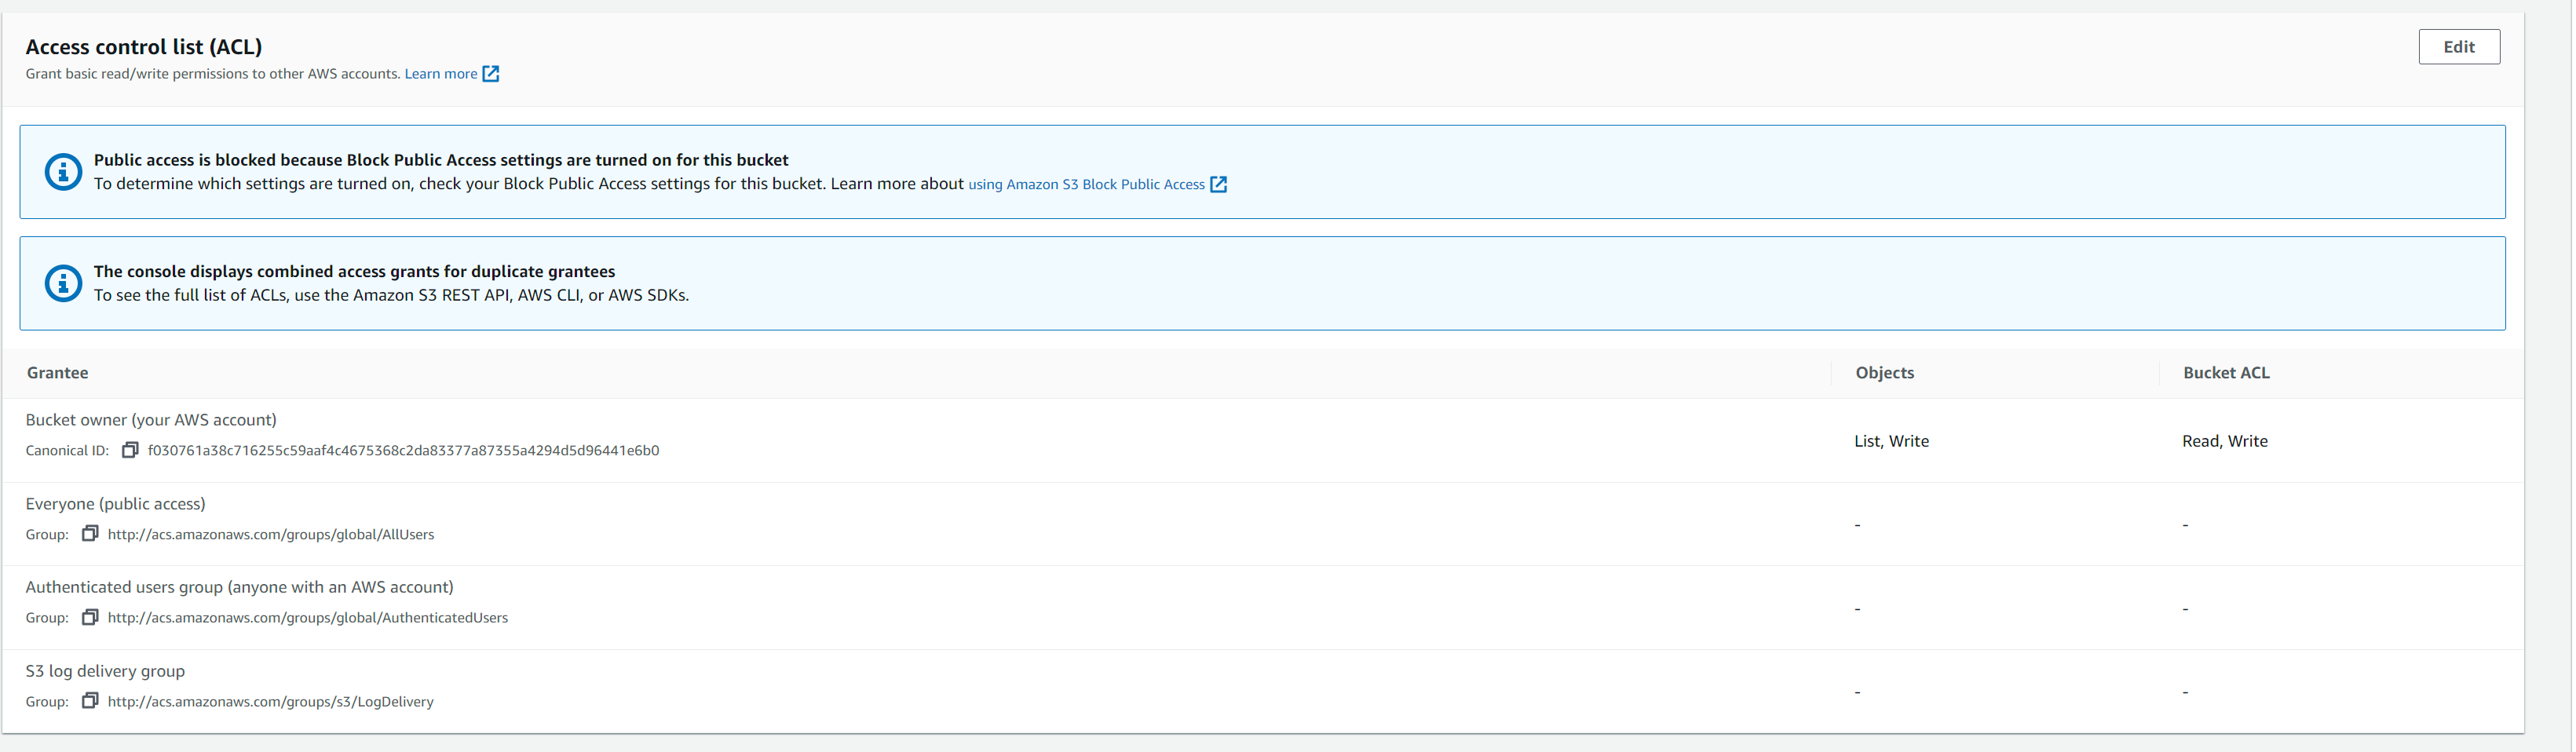 Access control list (ACL)
Edit
Grant basic read/write permissions to other AWS accounts. Learn more
Public access is blocked because Block Public Access settings are turned on for this bucket
To determine which settings are turned on, check your Block Public Access settings for this bucket. Learn more about using Amazon S3 Block Public Access
The console displays combined access grants for duplicate grantees
To see the full list of ACLs, use the Amazon S3 REST API, AWS CLI, or AWS SDKs.
Grantee Objects Bucket ACL
Bucket owner (your AWS account)
Canonical ID: f030761a38c716255c59aaf4c4675368c2da83377a87355a4294d5d96441e6b0
List, Write Read, Write
Everyone (public access)
Group: http://acs.amazonaws.com/groups/global/AllUsers
- -
Authenticated users group (anyone with an AWS account)
Group: http://acs.amazonaws.com/groups/global/AuthenticatedUsers
- -
S3 log delivery group
Group: http://acs.amazonaws.com/groups/s3/LogDelivery
- -